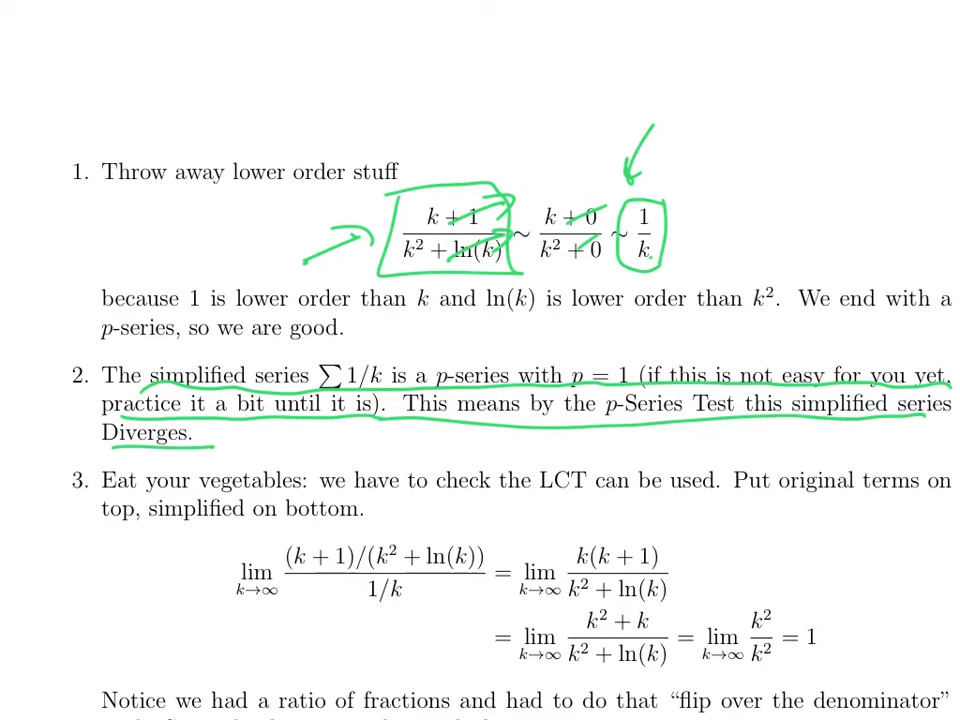 1. Throw away lower order stuff
(k + 1)/(k² + ln(k)) ~ (k + 0)/(k² + 0) ~ 1/k
because 1 is lower order than k and ln(k) is lower order than k². We end with a
p-series, so we are good.
2. The simplified series ∑ 1/k is a p-series with p = 1 (if this is not easy for you yet,
practice it a bit until it is). This means by the p-Series Test this simplified series
Diverges.
3. Eat your vegetables: we have to check the LCT can be used. Put original terms on
top, simplified on bottom.
lim k→∞ ((k + 1)/(k² + ln(k)))/(1/k) = lim k→∞ k(k + 1)/(k² + ln(k))
= lim k→∞ (k² + k)/(k² + ln(k)) = lim k→∞ k²/k² = 1
Notice we had a ratio of fractions and had to do that “flip over the denominator”